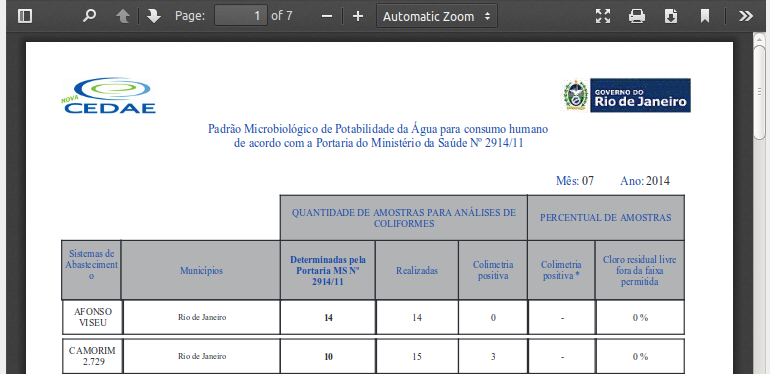 Page: 1 of 7
Automatic Zoom
NOVA
CEDAE
GOVERNO DO
Rio de Janeiro
Padrão Microbiológico de Potabilidade da Água para consumo humano
de acordo com a Portaria do Ministério da Saúde Nº 2914/11
Mês: 07 Ano: 2014
QUANTIDADE DE AMOSTRAS PARA ANÁLISES DE
COLIFORMES
PERCENTUAL DE AMOSTRAS
Sistemas de
Abasteciment
o
Municípios
Determinadas pela
Portaria MS Nº
2914/11
Realizadas
Colimetria
positiva
Colimetria
positiva *
Cloro residual livre
fora da faixa
permitida
AFONSO
VISEU
Rio de Janeiro
14
14
0
-
0 %
CAMORIM
2.729
Rio de Janeiro
10
15
3
-
0 %